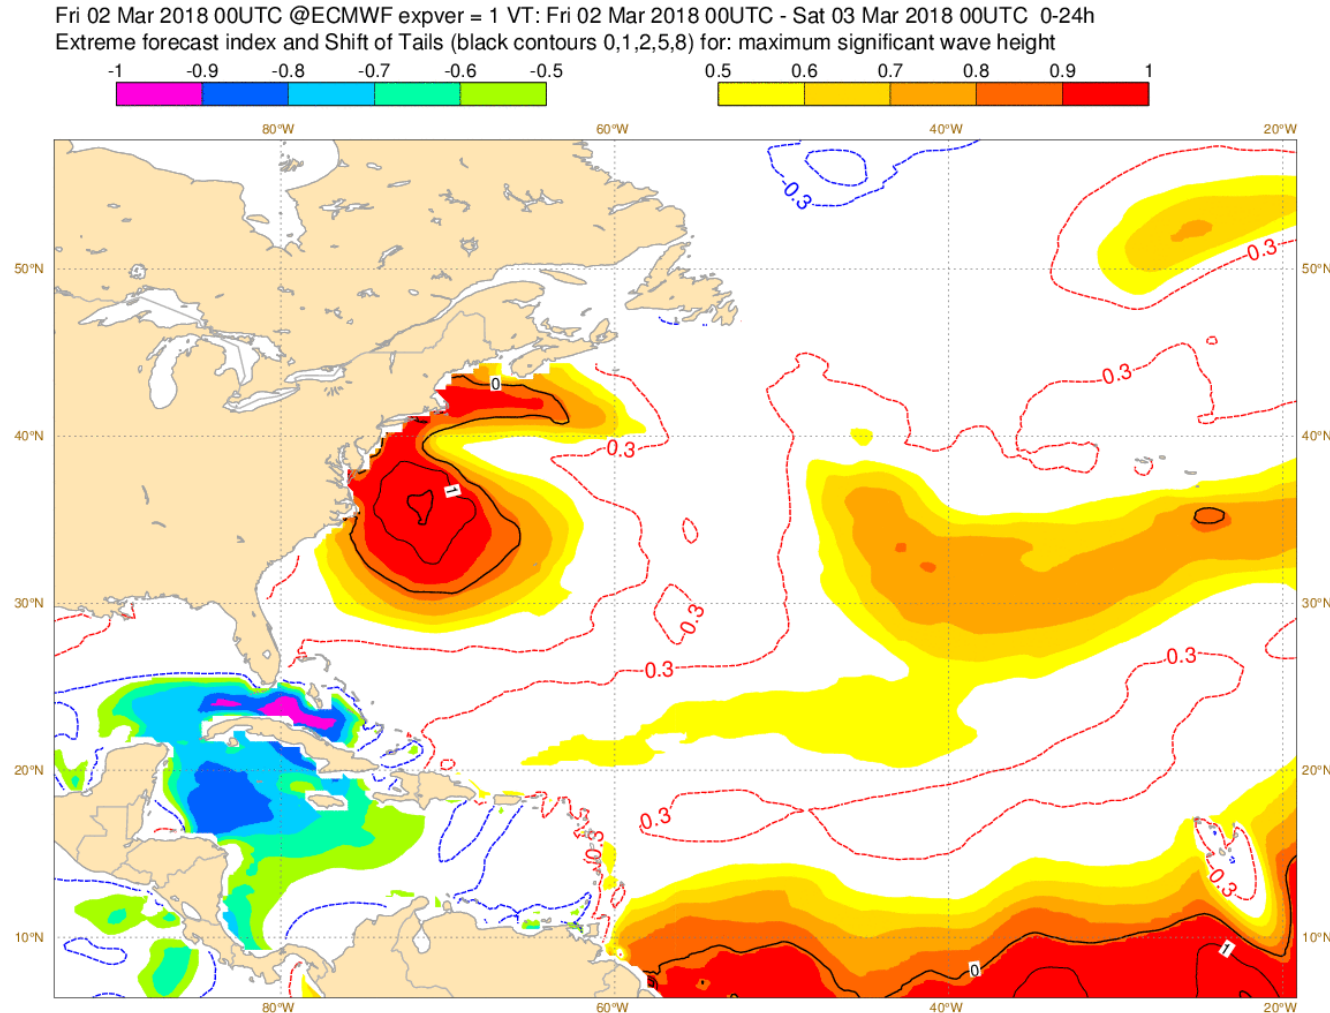 Fri 02 Mar 2018 00UTC @ECMWF expver = 1 VT: Fri 02 Mar 2018 00UTC - Sat 03 Mar 2018 00UTC 0-24h
Extreme forecast index and Shift of Tails (black contours 0,1,2,5,8) for: maximum significant wave height
-1 -0.9 -0.8 -0.7 -0.6 -0.5 0.5 0.6 0.7 0.8 0.9 1
80°W 60°W 40°W 20°W
-0.3
0.3
50°N 50°N
0.3
0
40°N 40°N
0.3
1
30°N 30°N
0.3
0.3 0.3
20°N 20°N
0.3
0.3
0.3
10°N 10°N
1
0
80°W 60°W 40°W 20°W